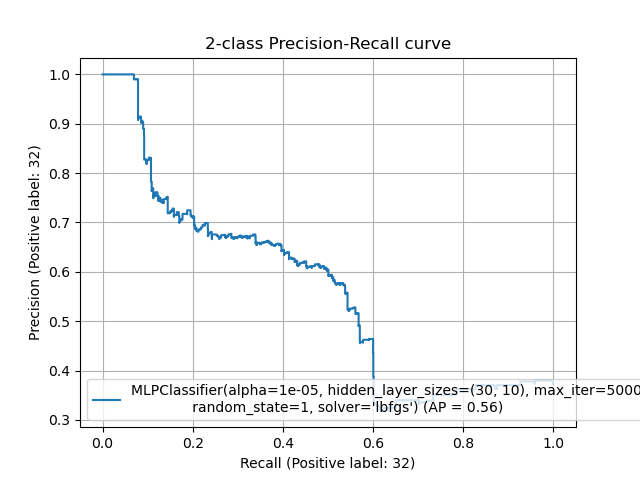 2-class Precision-Recall curve
Precision (Positive label: 32)
1.0
0.9
0.8
0.7
0.6
0.5
0.4
0.3
MLPClassifier(alpha=1e-05, hidden_layer_sizes=(30, 10), max_iter=5000
random_state=1, solver='lbfgs') (AP = 0.56)
0.0 0.2 0.4 0.6 0.8 1.0
Recall (Positive label: 32)